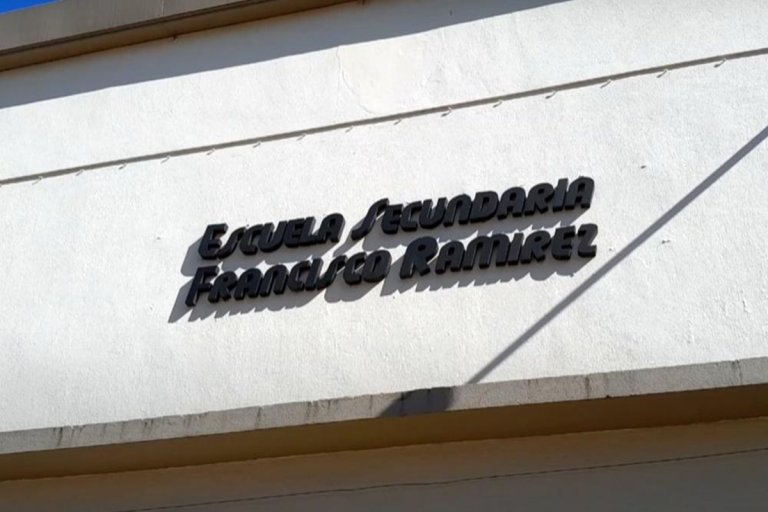 Escuela Secundaria
Francisco Ramirez